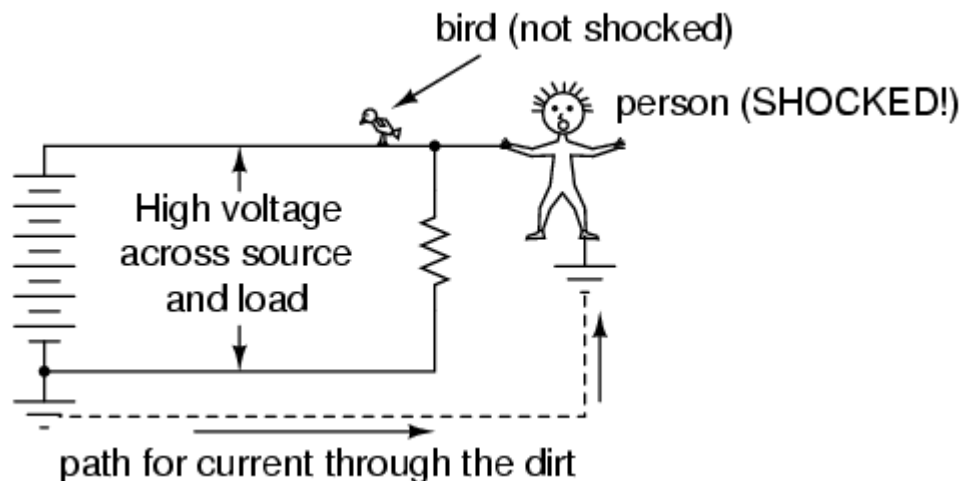 bird (not shocked)
person (SHOCKED!)
High voltage
across source
and load
path for current through the dirt